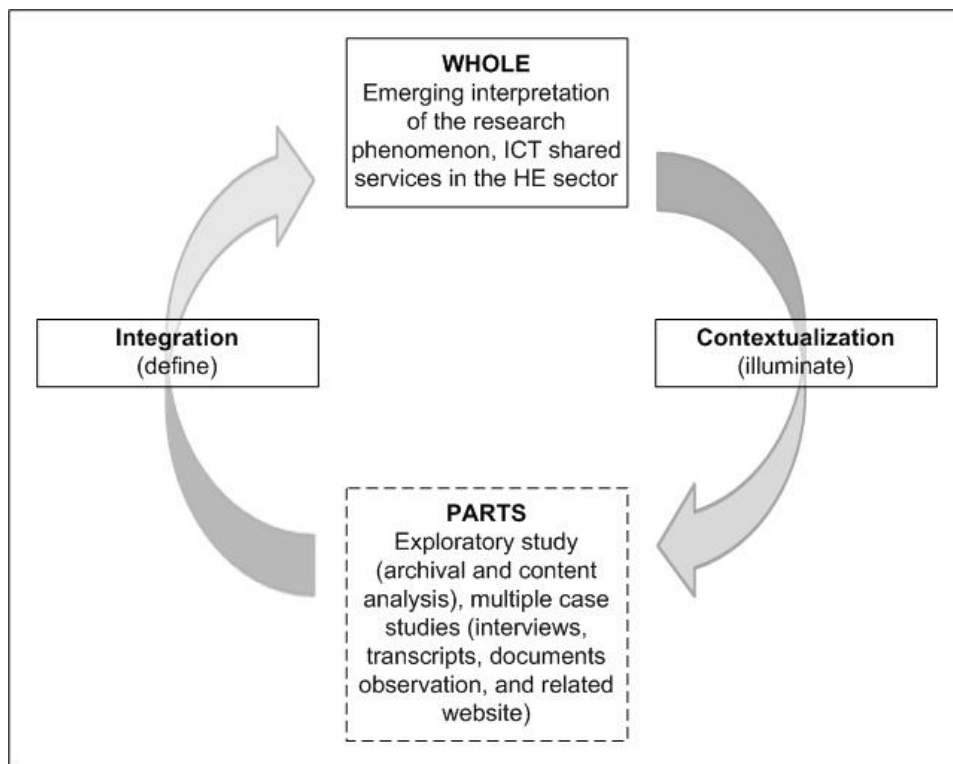 WHOLE
Emerging interpretation
of the research
phenomenon, ICT shared
services in the HE sector
Integration
(define)
Contextualization
(illuminate)
PARTS
Exploratory study
(archival and content
analysis), multiple case
studies (interviews,
transcripts, documents
observation, and related
website)